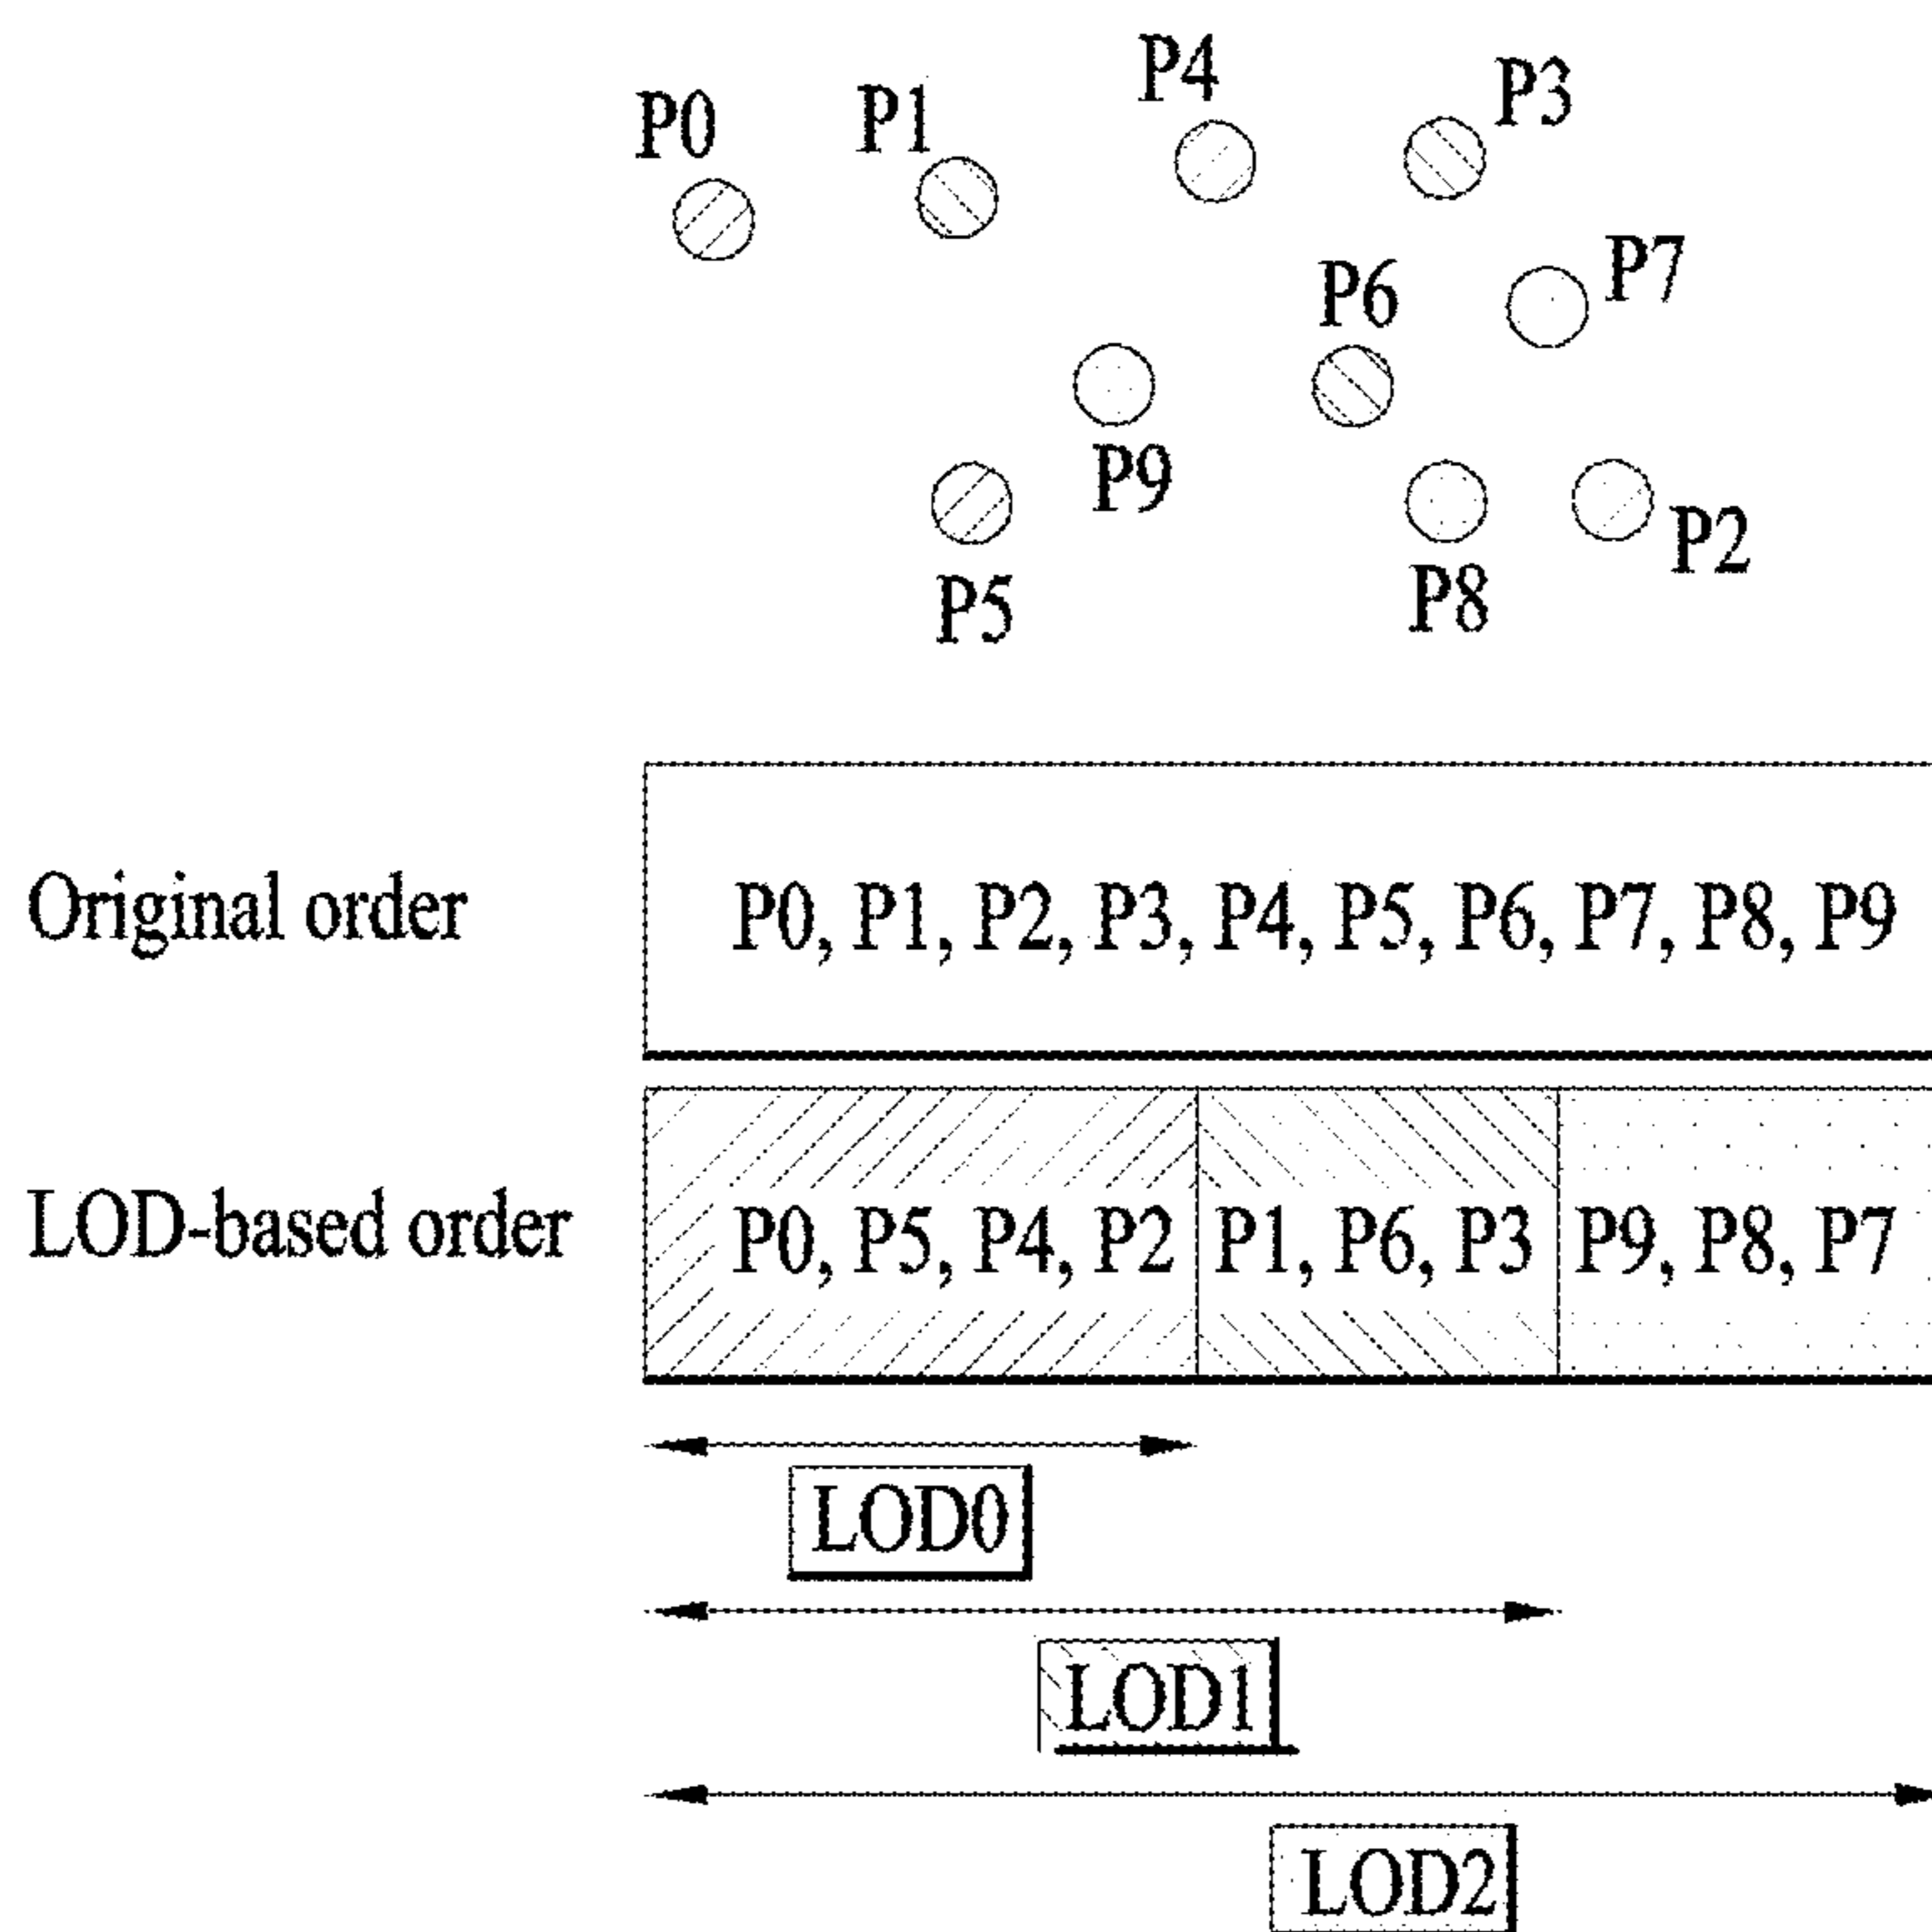 P4
P3
P0
P1
P7
P6
P9
P2
P5
P8
Original order
P0, P1, P2, P3, P4, P5, P6, P7, P8, P9
LOD-based order
P0, P5, P4, P2
P1, P6, P3
P9, P8, P7
LOD0
LOD1
LOD2